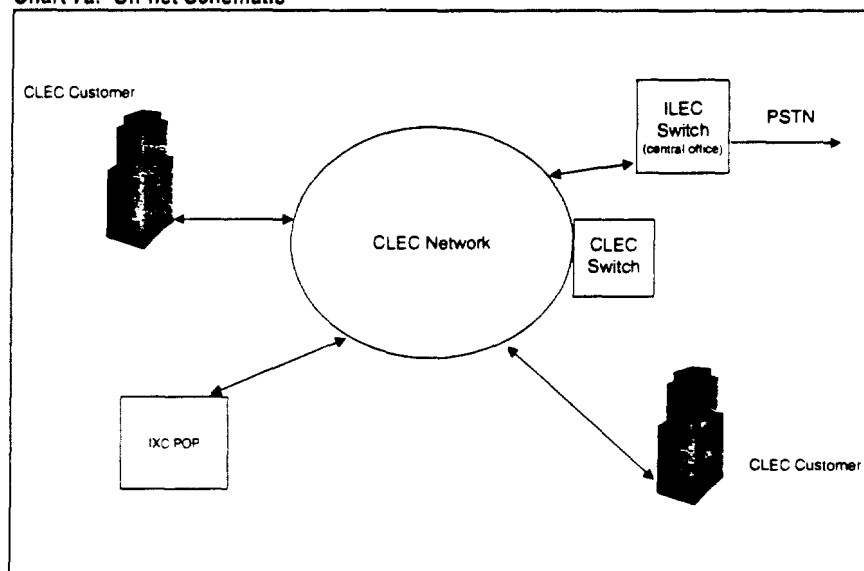 CLEC Customer
ILEC
Switch
(central office)
PSTN
CLEC Network
CLEC
Switch
IXC POP
CLEC Customer